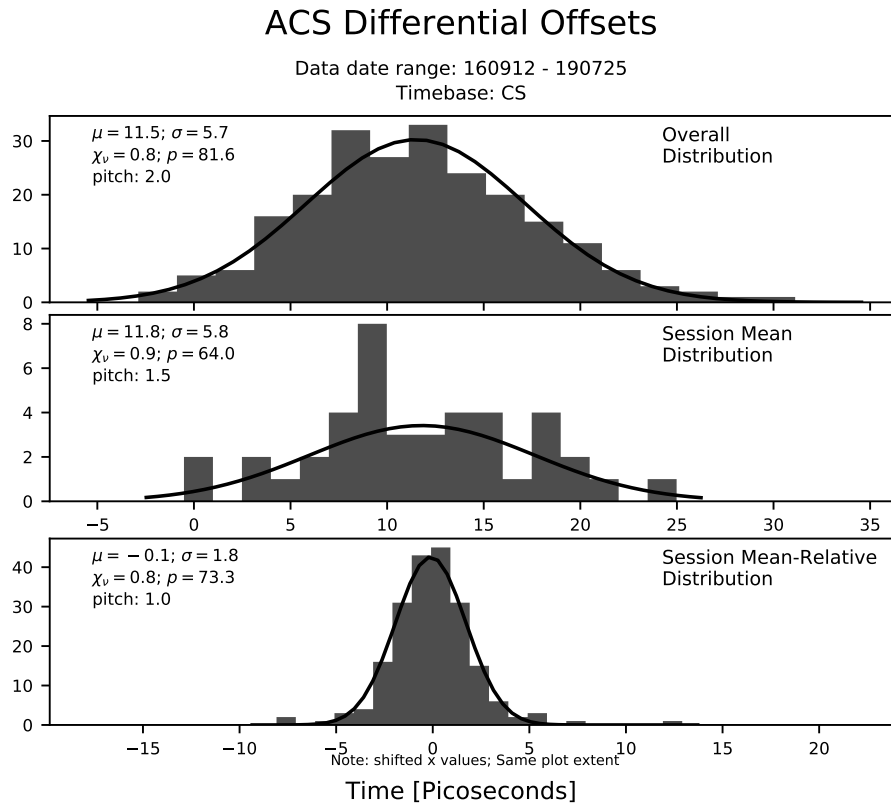 ACS Differential Offsets
Data date range: 160912 - 190725
Timebase: CS
μ = 11.5; σ = 5.7
χν = 0.8; p = 81.6
pitch: 2.0
Overall
Distribution
30
20
10
0
μ = 11.8; σ = 5.8
χν = 0.9; p = 64.0
pitch: 1.5
Session Mean
Distribution
8
6
4
2
0
−5 0 5 10 15 20 25 30 35
μ = −0.1; σ = 1.8
χν = 0.8; p = 73.3
pitch: 1.0
Session Mean-Relative
Distribution
40
30
20
10
0
−15 −10 −5 0 5 10 15 20
Note: shifted x values; Same plot extent
Time [Picoseconds]